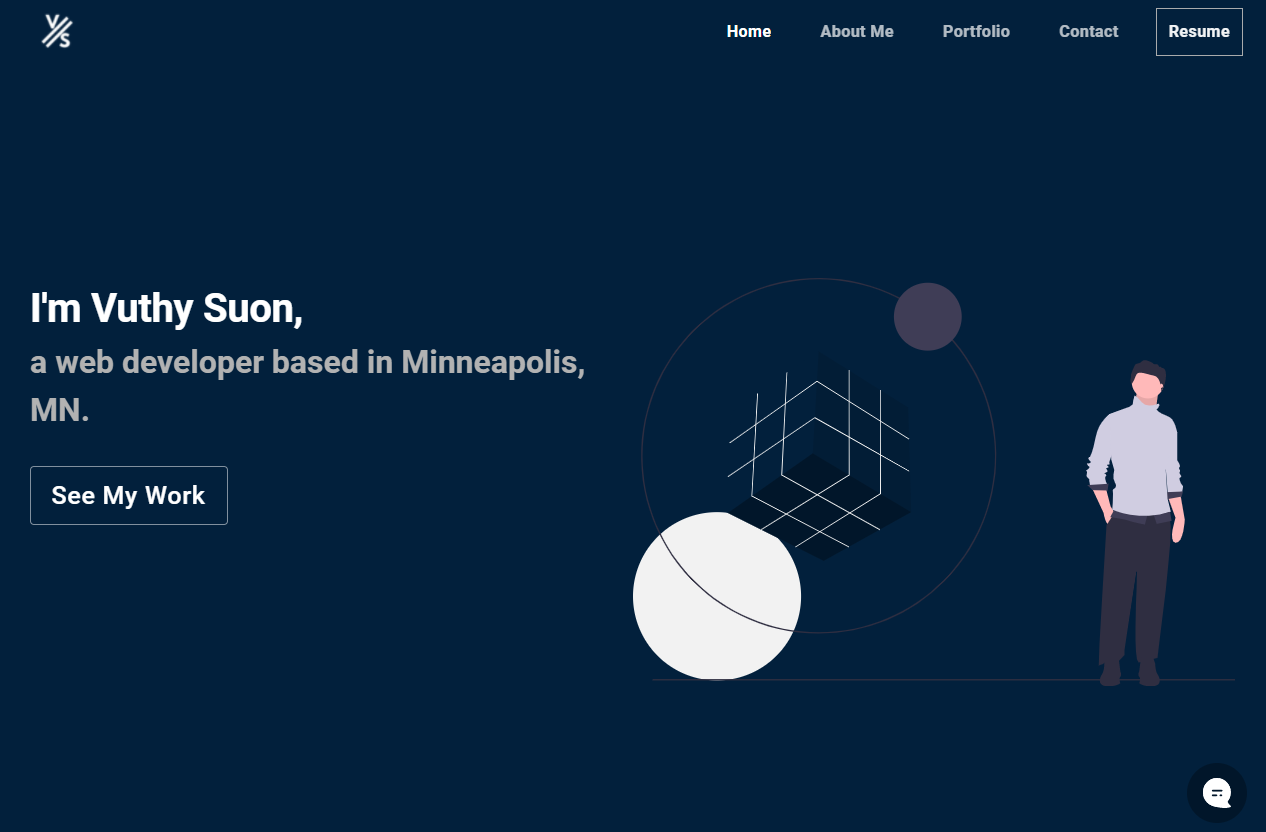 V/S
Home About Me Portfolio Contact Resume
I'm Vuthy Suon,
a web developer based in Minneapolis,
MN.
See My Work